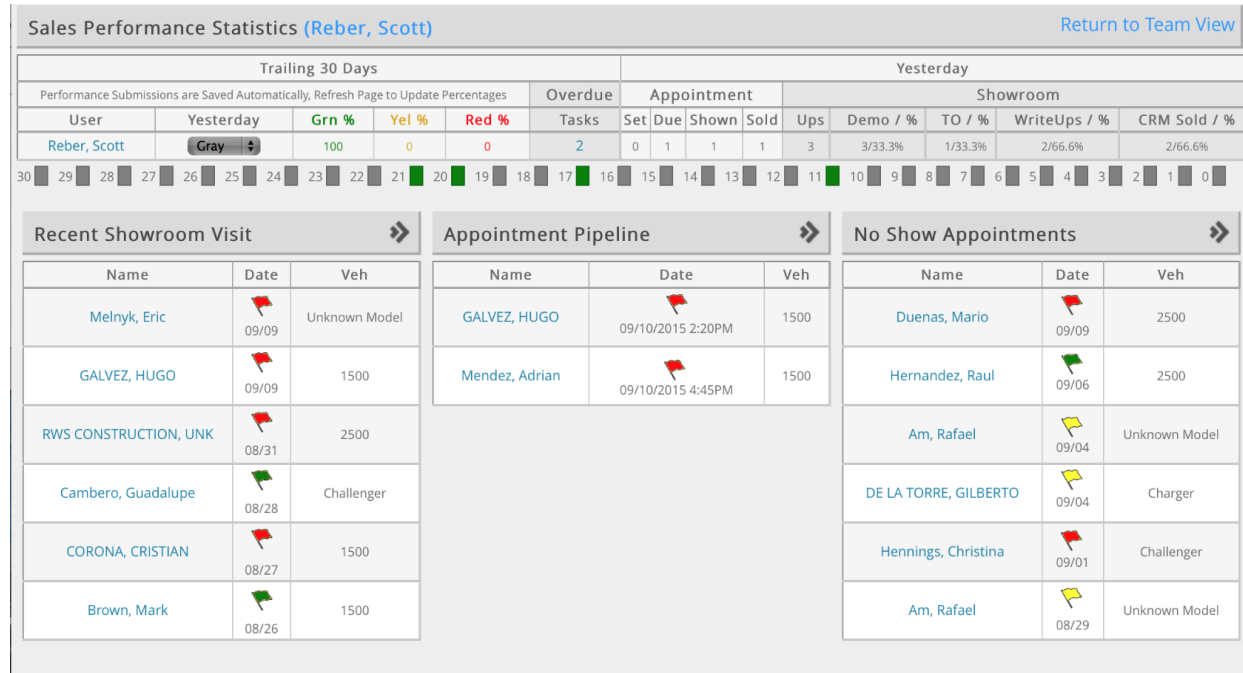 Sales Performance Statistics (Reber, Scott) Return to Team View
Trailing 30 Days Yesterday
Performance Submissions are Saved Automatically, Refresh Page to Update Percentages Overdue Appointment Showroom
User Yesterday Grn % Yel % Red % Tasks Set Due Shown Sold Ups Demo / % TO / % WriteUps / % CRM Sold / %
Reber, Scott Gray 100 0 0 2 0 1 1 1 3 3/33.3% 1/33.3% 2/66.6% 2/66.6%
30 29 28 27 26 25 24 23 22 21 20 19 18 17 16 15 14 13 12 11 10 9 8 7 6 5 4 3 2 1 0
Recent Showroom Visit
Name Date Veh
Melnyk, Eric 09/09 Unknown Model
GALVEZ, HUGO 09/09 1500
RWS CONSTRUCTION, UNK 08/31 2500
Cambero, Guadalupe 08/28 Challenger
CORONA, CRISTIAN 08/27 1500
Brown, Mark 08/26 1500
Appointment Pipeline
Name Date Veh
GALVEZ, HUGO 09/10/2015 2:20PM 1500
Mendez, Adrian 09/10/2015 4:45PM 1500
No Show Appointments
Name Date Veh
Duenas, Mario 09/09 2500
Hernandez, Raul 09/06 2500
Am, Rafael 09/04 Unknown Model
DE LA TORRE, GILBERTO 09/04 Charger
Hennings, Christina 09/01 Challenger
Am, Rafael 08/29 Unknown Model